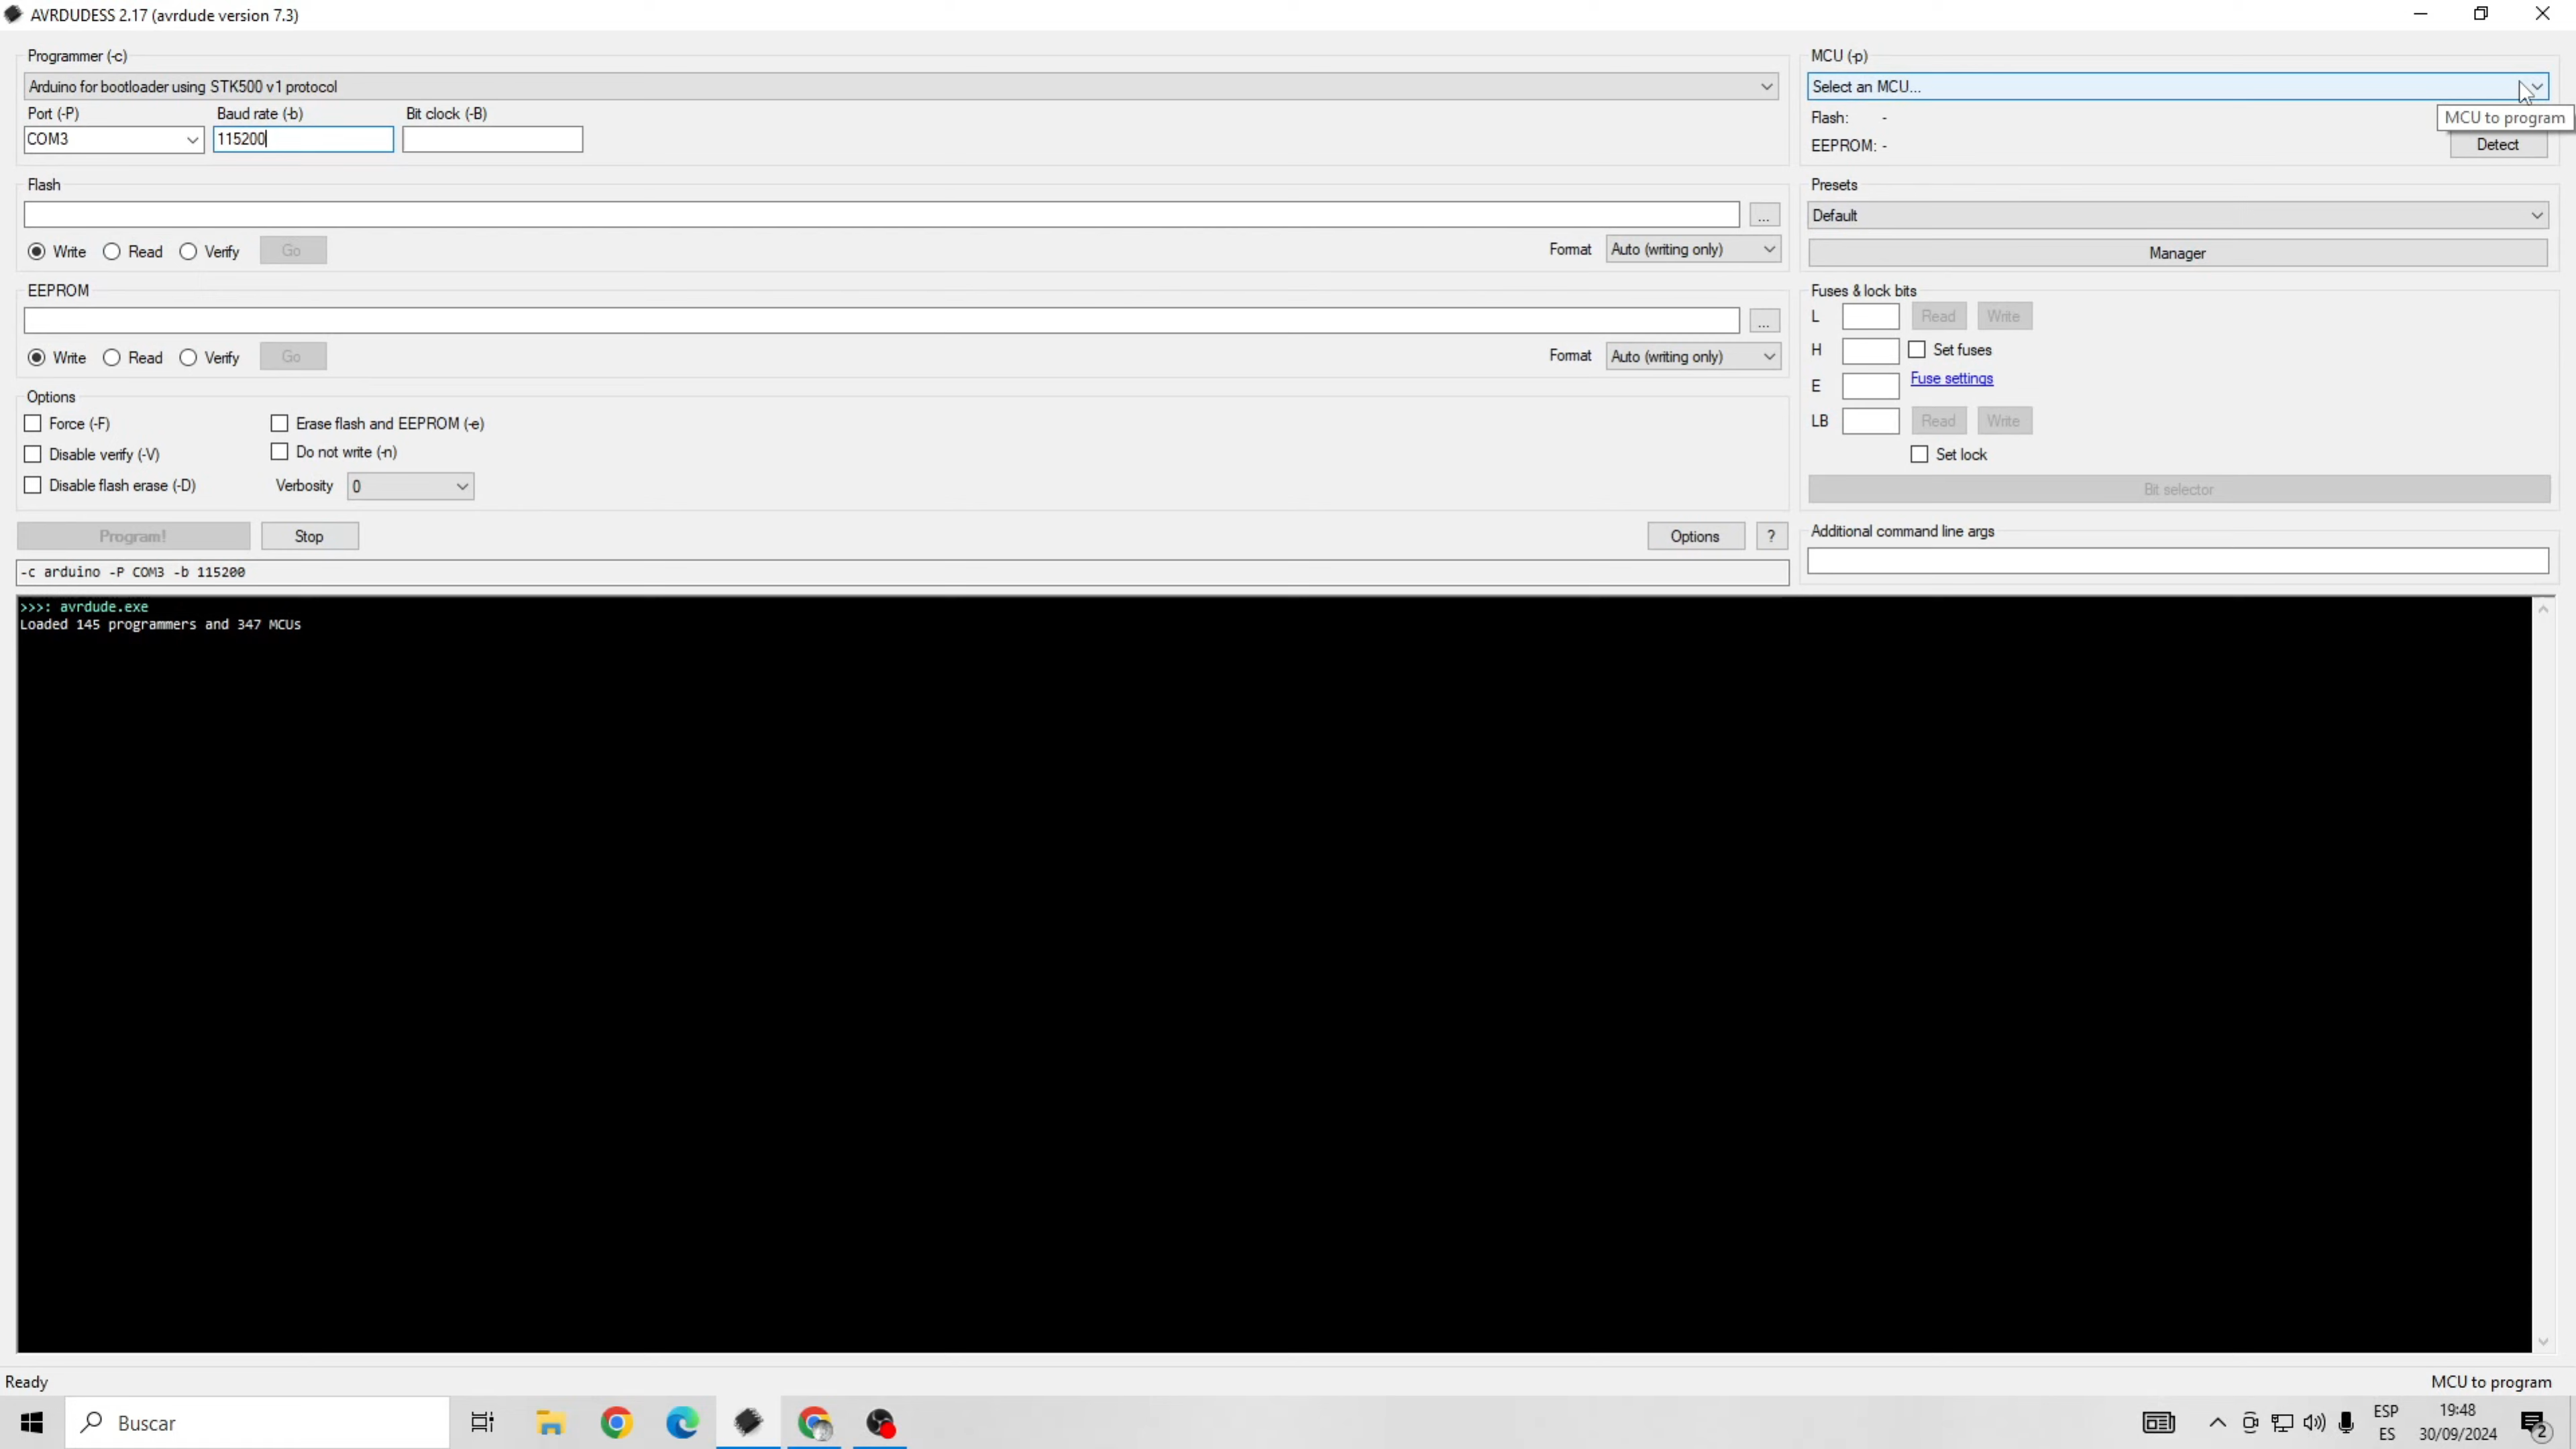 AVRDUDESS 2.17 (avrdude version 7.3)
Programmer (-c)
Arduino for bootloader using STK500 v1 protocol
Port (-P) Baud rate (-b) Bit clock (-B)
COM3 115200
MCU (-p)
Select an MCU...
Flash: -
MCU to program
EEPROM: -
Detect
Flash
...
Write Read Verify Go Format Auto (writing only)
Presets
Default
Manager
EEPROM
...
Write Read Verify Go Format Auto (writing only)
Fuses & lock bits
L Read Write
H Set fuses
E Fuse settings
LB Read Write
Set lock
Bit selector
Options
Force (-F) Erase flash and EEPROM (-e)
Disable verify (-V) Do not write (-n)
Disable flash erase (-D) Verbosity 0
Program! Stop Options ?
Additional command line args
-c arduino -P COM3 -b 115200
>>>: avrdude.exe
Loaded 145 programmers and 347 MCUs
Ready MCU to program
Buscar
ESP
ES
19:48
30/09/2024
2